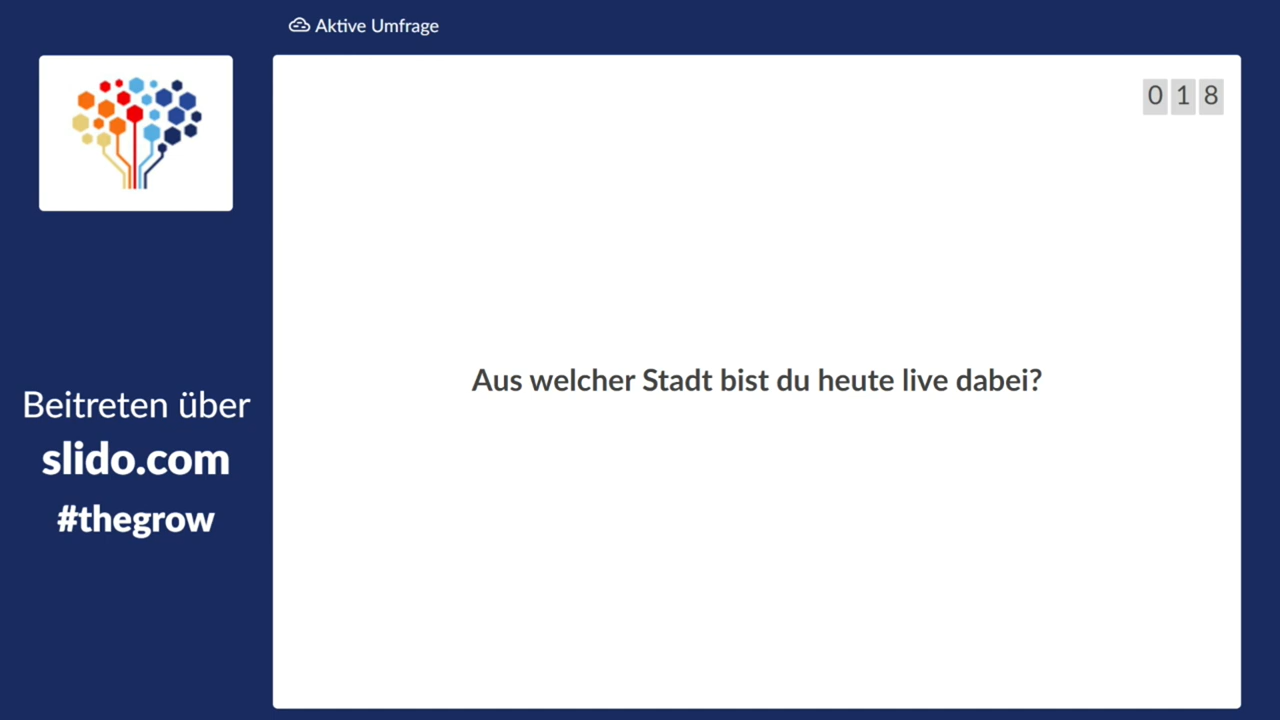 Aktive Umfrage
018
Aus welcher Stadt bist du heute live dabei?
Beitreten über
slido.com
#thegrow